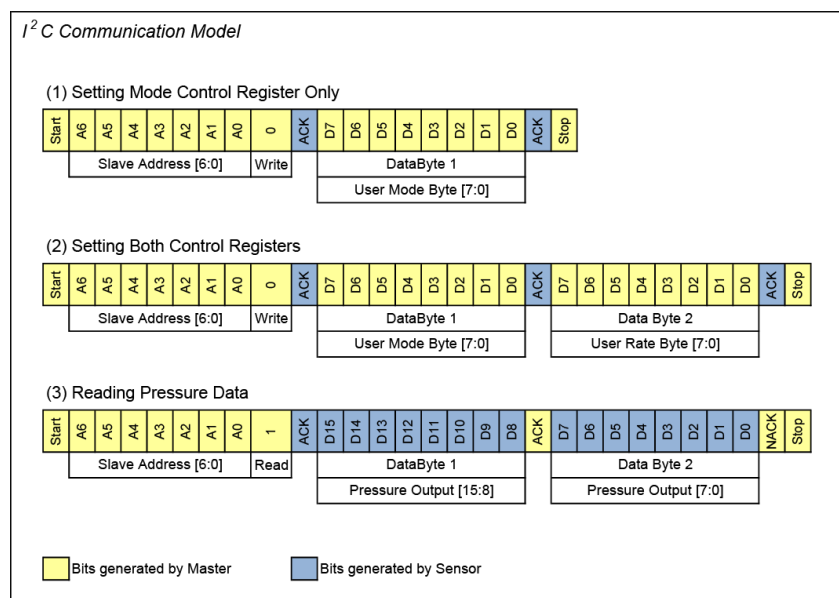 I² C Communication Model
(1) Setting Mode Control Register Only
Start A6 A5 A4 A3 A2 A1 A0 0 ACK D7 D6 D5 D4 D3 D2 D1 D0 ACK Stop
Slave Address [6:0] Write DataByte 1
User Mode Byte [7:0]
(2) Setting Both Control Registers
Start A6 A5 A4 A3 A2 A1 A0 0 ACK D7 D6 D5 D4 D3 D2 D1 D0 ACK D7 D6 D5 D4 D3 D2 D1 D0 ACK Stop
Slave Address [6:0] Write DataByte 1 Data Byte 2
User Mode Byte [7:0] User Rate Byte [7:0]
(3) Reading Pressure Data
Start A6 A5 A4 A3 A2 A1 A0 1 ACK D15 D14 D13 D12 D11 D10 D9 D8 ACK D7 D6 D5 D4 D3 D2 D1 D0 NACK Stop
Slave Address [6:0] Read DataByte 1 Data Byte 2
Pressure Output [15:8] Pressure Output [7:0]
Bits generated by Master Bits generated by Sensor